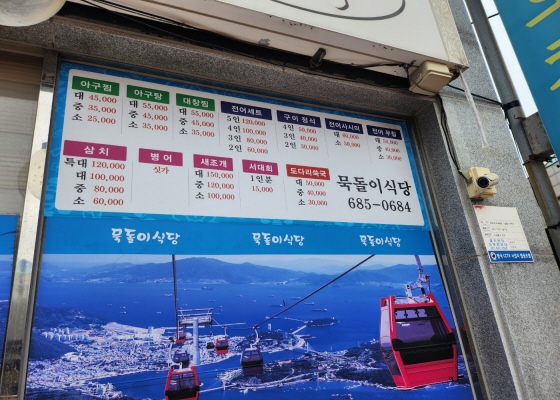 아구찜
대 45,000
중 35,000
소 25,000
아구탕
대 55,000
중 45,000
소 35,000
대창찜
대 55,000
중 45,000
소 35,000
전어세트
5인 120,000
4인 100,000
3인 80,000
2인 60,000
구이 정식
4인 50,000
3인 40,000
2인 30,000
전어사시미
대
소 50,000
전어 무침
대 50,000
중 40,000
소 30,000
삼치
특대 120,000
대 100,000
중 80,000
소 60,000
병어
싯가
새조개
대 150,000
중 120,000
소 100,000
서대회
1인분
15,000
도다리쑥국
대 50,000
중 40,000
소 30,000
묵돌이식당
685-0684
묵돌이식당 묵돌이식당 묵돌이식당